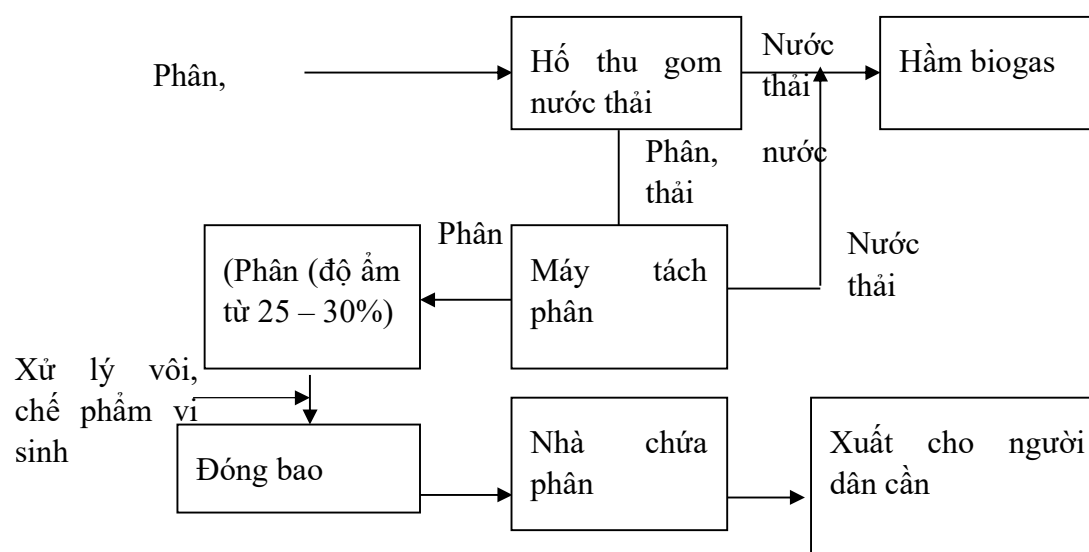 Phân,
Hố thu gom
nước thải
Nước
thải
Hầm biogas
Phân, nước
thải
(Phân (độ ẩm
từ 25 – 30%)
Phân
Máy tách
phân
Nước
thải
Xử lý vôi,
chế phẩm vi
sinh
Đóng bao
Nhà chứa
phân
Xuất cho người
dân cần